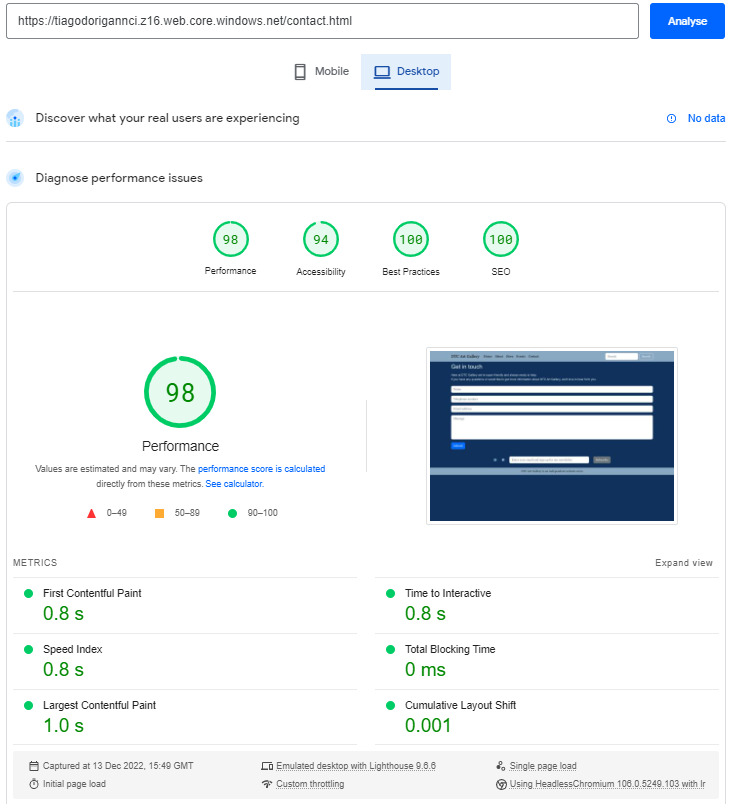 https://tiagodorigannci.z16.web.core.windows.net/contact.html
Analyse
Mobile
Desktop
Discover what your real users are experiencing
No data
Diagnose performance issues
98
94
100
100
Performance
Accessibility
Best Practices
SEO
98
Performance
Values are estimated and may vary. The performance score is calculated
directly from these metrics. See calculator.
0–49
50–89
90–100
Get in touch
METRICS
Expand view
First Contentful Paint
0.8 s
Time to Interactive
0.8 s
Speed Index
0.8 s
Total Blocking Time
0 ms
Largest Contentful Paint
1.0 s
Cumulative Layout Shift
0.001
Captured at 13 Dec 2022, 15:49 GMT
Emulated desktop with Lighthouse 9.6.6
Single page load
Initial page load
Custom throttling
Using HeadlessChromium 106.0.5249.103 with lr